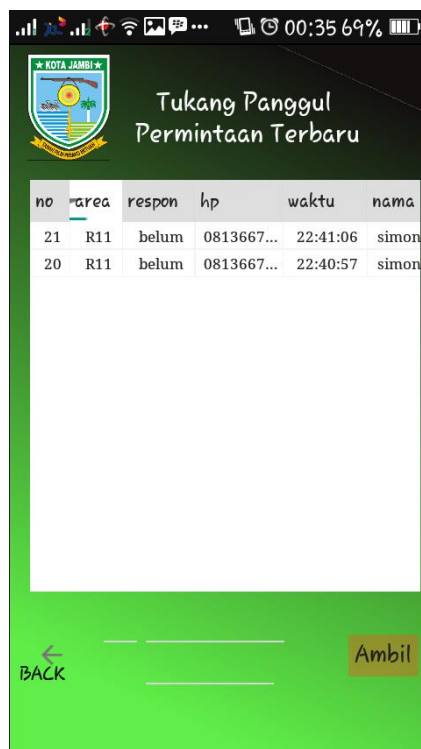 00:35 69%
★ KOTA JAMBI ★
Tukang Panggul
Permintaan Terbaru
no area respon hp waktu nama
21 R11 belum 0813667... 22:41:06 simon
20 R11 belum 0813667... 22:40:57 simon
BACK
Ambil